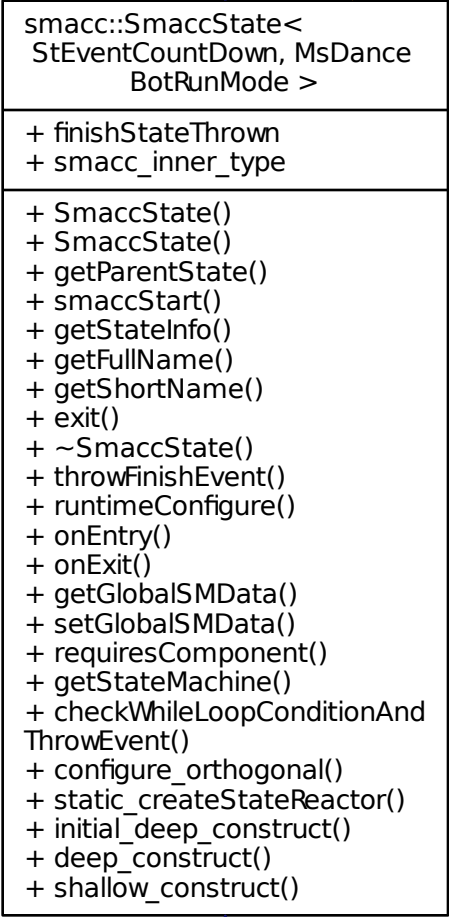 smacc::SmaccState<
StEventCountDown, MsDance
BotRunMode >
+ finishStateThrown
+ smacc_inner_type
+ SmaccState()
+ SmaccState()
+ getParentState()
+ smaccStart()
+ getStateInfo()
+ getFullName()
+ getShortName()
+ exit()
+ ~SmaccState()
+ throwFinishEvent()
+ runtimeConfigure()
+ onEntry()
+ onExit()
+ getGlobalSMData()
+ setGlobalSMData()
+ requiresComponent()
+ getStateMachine()
+ checkWhileLoopConditionAnd
ThrowEvent()
+ configure_orthogonal()
+ static_createStateReactor()
+ initial_deep_construct()
+ deep_construct()
+ shallow_construct()